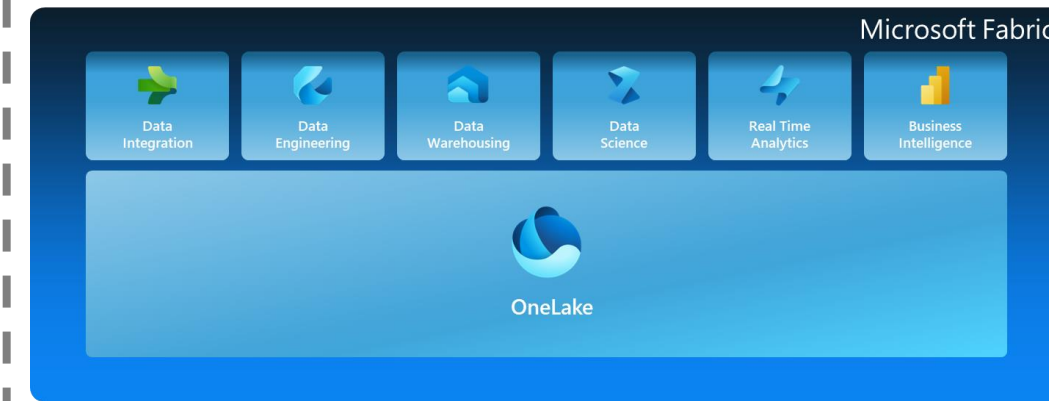 Microsoft Fabric
Data
Integration
Data
Engineering
Data
Warehousing
Data
Science
Real Time
Analytics
Business
Intelligence
OneLake